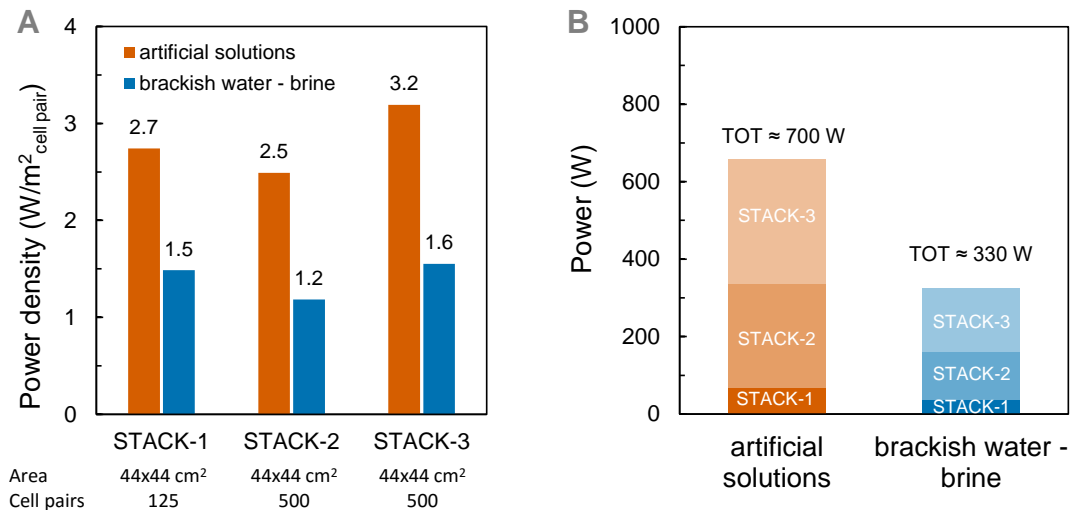 A
Power density (W/m²cell pair)
4
3
2
1
0
artificial solutions
brackish water - brine
2.7
1.5
2.5
1.2
3.2
1.6
STACK-1 STACK-2 STACK-3
Area 44x44 cm² 44x44 cm² 44x44 cm²
Cell pairs 125 500 500
B
Power (W)
1000
800
600
400
200
0
TOT ≈ 700 W
STACK-3
STACK-2
STACK-1
TOT ≈ 330 W
STACK-3
STACK-2
STACK-1
artificial
solutions
brackish water -
brine